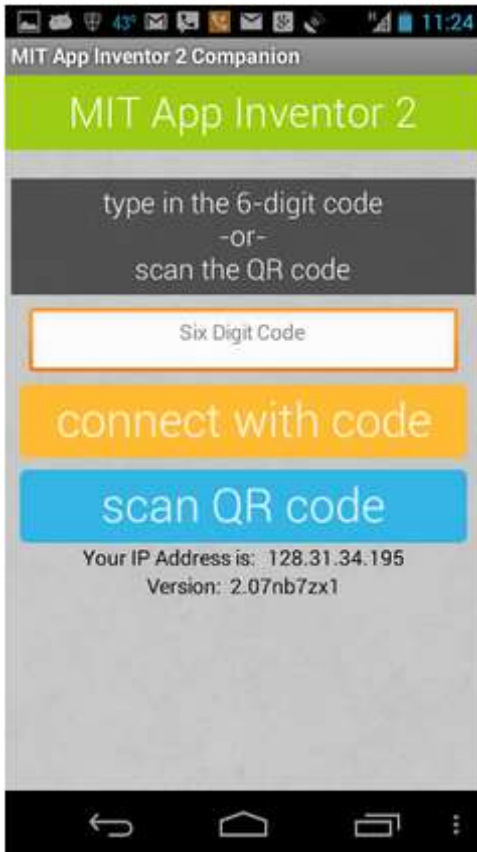 43° 11:24
MIT App Inventor 2 Companion
MIT App Inventor 2
type in the 6-digit code
-or-
scan the QR code
Six Digit Code
connect with code
scan QR code
Your IP Address is: 128.31.34.195
Version: 2.07nb7zx1